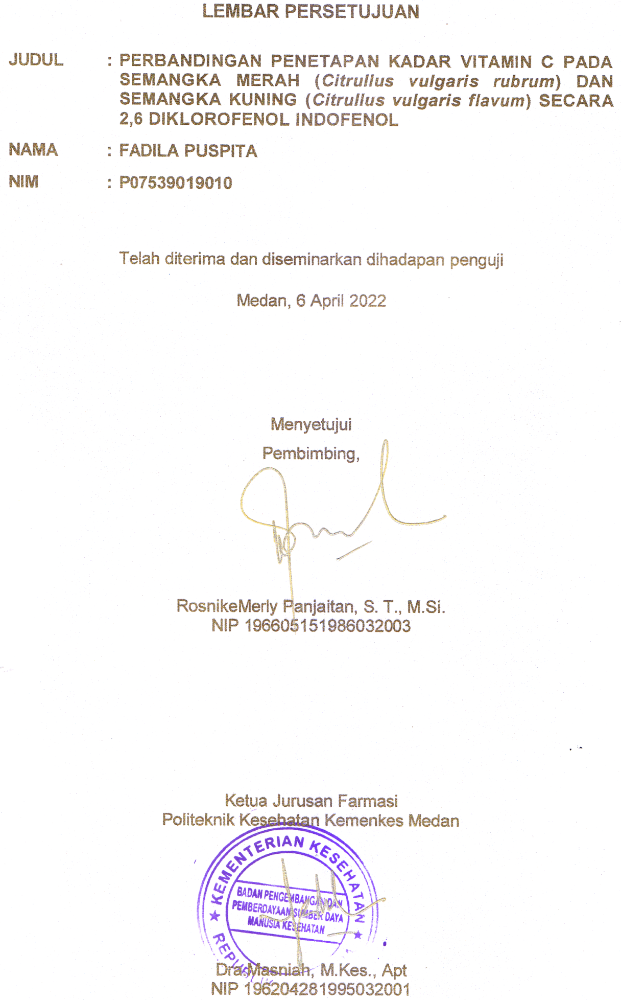 LEMBAR PERSETUJUAN
JUDUL : PERBANDINGAN PENETAPAN KADAR VITAMIN C PADA
SEMANGKA MERAH (Citrullus vulgaris rubrum) DAN
SEMANGKA KUNING (Citrullus vulgaris flavum) SECARA
2,6 DIKLOROFENOL INDOFENOL
NAMA : FADILA PUSPITA
NIM : P07539019010
Telah diterima dan diseminarkan dihadapan penguji
Medan, 6 April 2022
Menyetujui
Pembimbing,
RosnikeMerly Panjaitan, S. T., M.Si.
NIP 196605151986032003
Ketua Jurusan Farmasi
Politeknik Kesehatan Kemenkes Medan
KEMENTERIAN KESEHATAN
BADAN PENGEMBANGAN DAN
PEMBERDAYAAN SUMBER DAYA
MANUSIA KESEHATAN
REPUBLIK
Dra.Masniah, M.Kes., Apt
NIP 196204281995032001